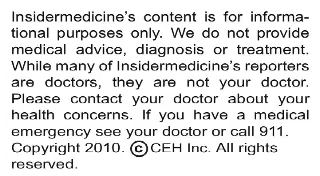 Insidermedicine's content is for informa-
tional purposes only. We do not provide
medical advice, diagnosis or treatment.
While many of Insidermedicine's reporters
are doctors, they are not your doctor.
Please contact your doctor about your
health concerns. If you have a medical
emergency see your doctor or call 911.
Copyright 2010. ©CEH Inc. All rights
reserved.